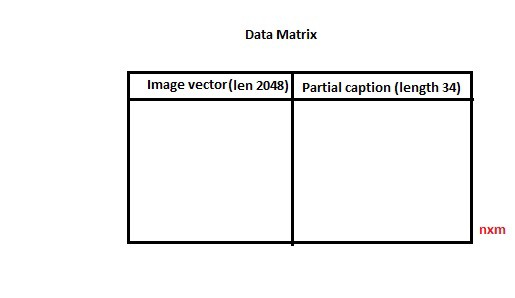 Data Matrix
Image vector(len 2048) Partial caption (length 34)
nxm